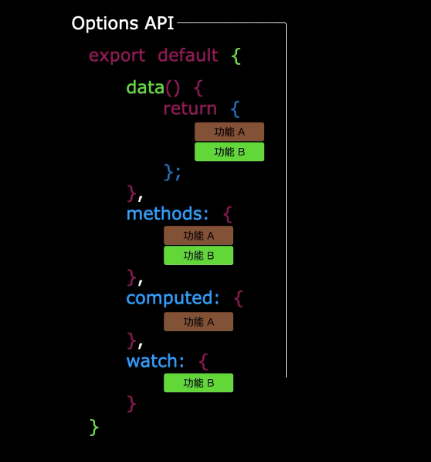 Options API
export default {
data() {
return {
功能 A
功能 B
};
},
methods: {
功能 A
功能 B
},
computed: {
功能 A
},
watch: {
功能 B
}
}